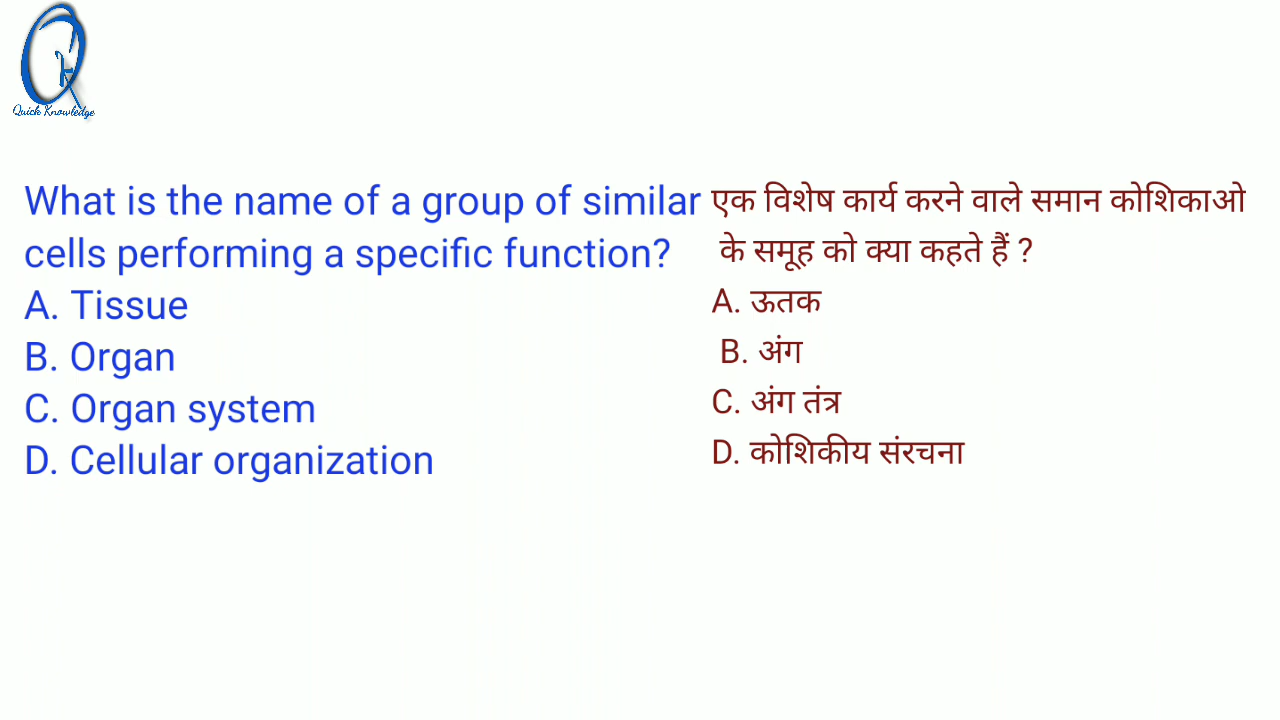 Quick Knowledge
What is the name of a group of similar
cells performing a specific function?
A. Tissue
B. Organ
C. Organ system
D. Cellular organization
एक विशेष कार्य करने वाले समान कोशिकाओ
के समूह को क्या कहते हैं ?
A. ऊतक
B. अंग
C. अंग तंत्र
D. कोशिकीय संरचना